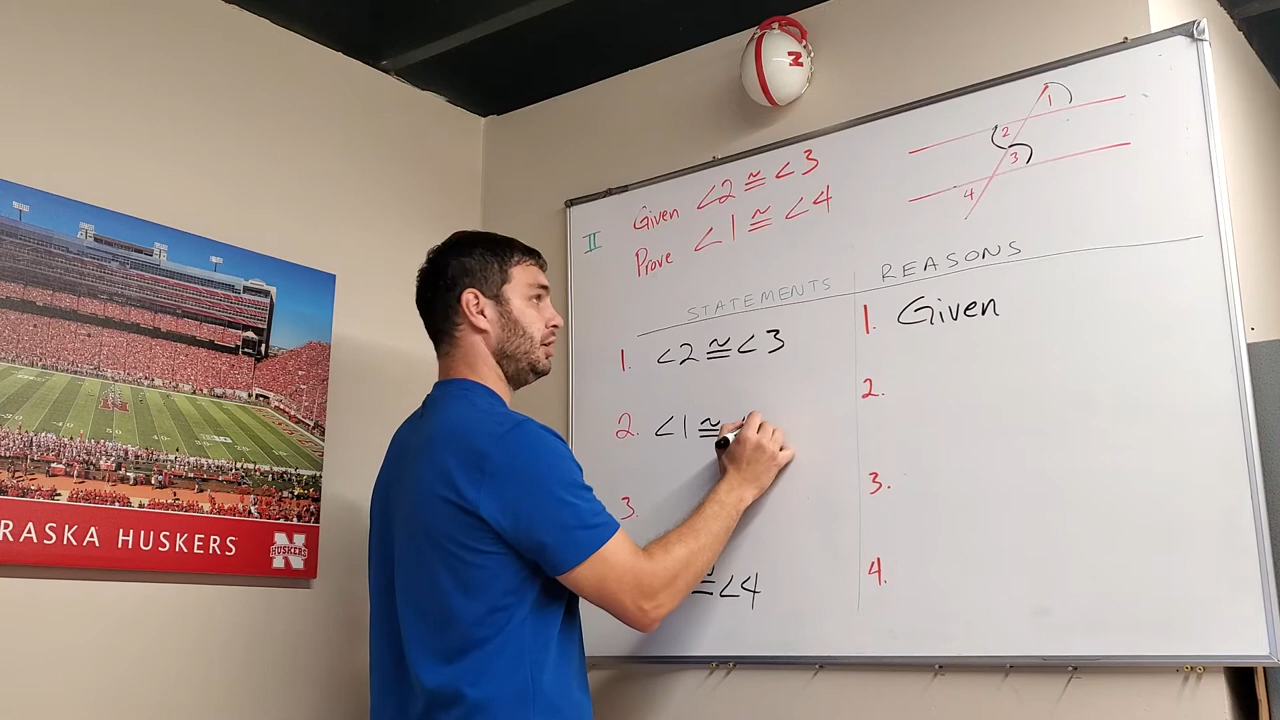 II
Given <2 ≅ <3
Prove <1 ≅ <4
1
2
3
4
STATEMENTS
REASONS
1. <2 ≅ <3
1. Given
2. <1 ≅
2.
3.
3.
≅ <4
4.
RASKA HUSKERS
N
HUSKERS
N